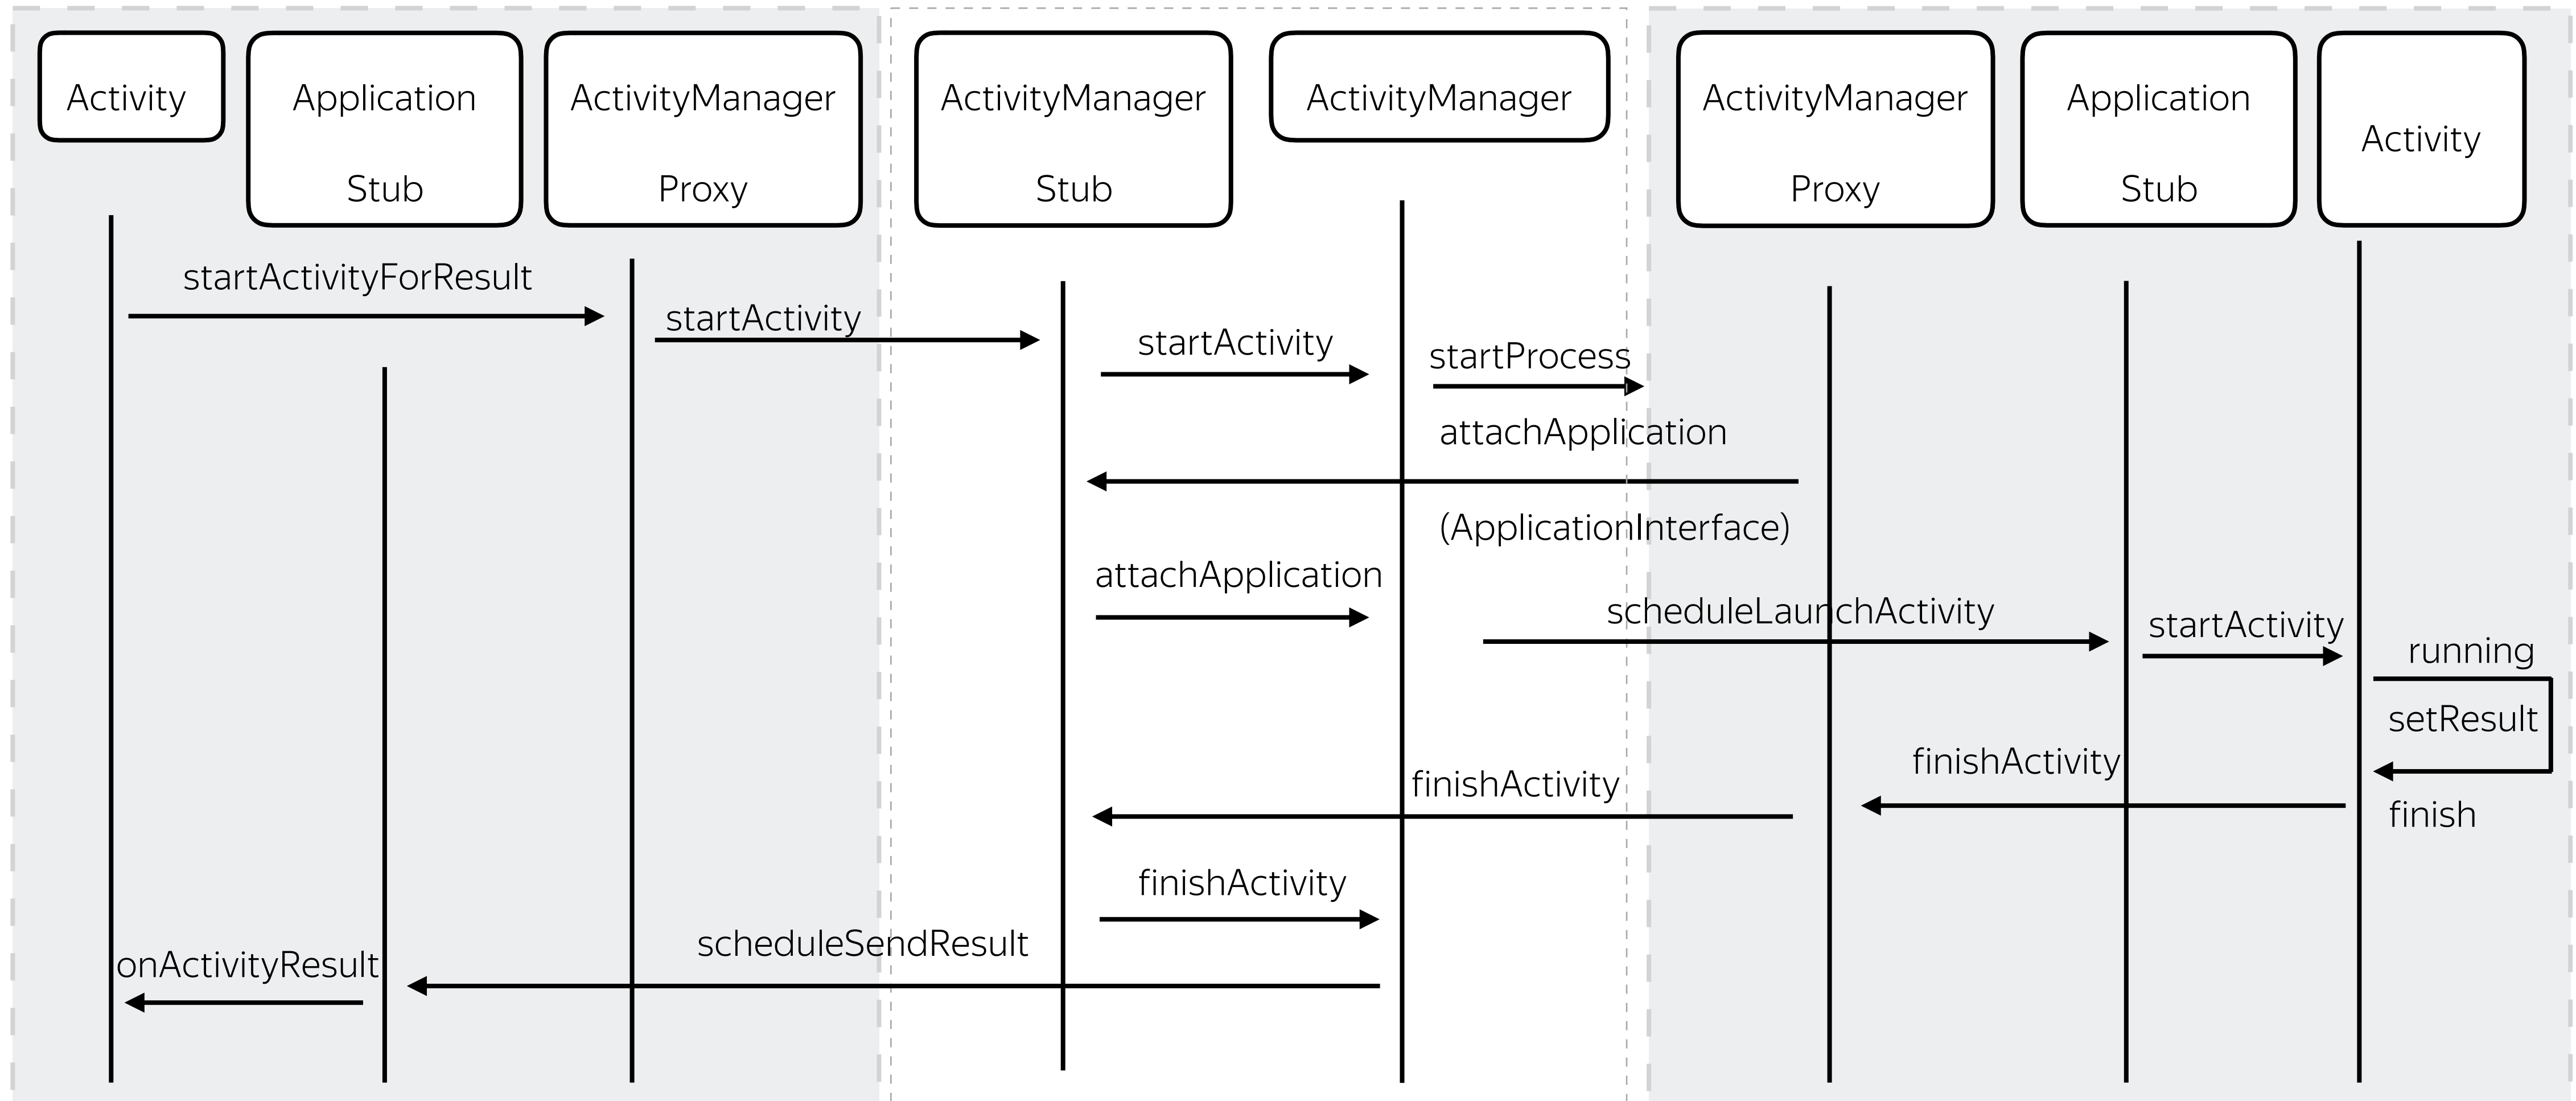 Activity
Application
Stub
ActivityManager
Proxy
ActivityManager
Stub
ActivityManager
ActivityManager
Proxy
Application
Stub
Activity
startActivityForResult
startActivity
startActivity
startProcess
attachApplication
(ApplicationInterface)
attachApplication
scheduleLaunchActivity
startActivity
running
setResult
finish
finishActivity
finishActivity
finishActivity
scheduleSendResult
onActivityResult